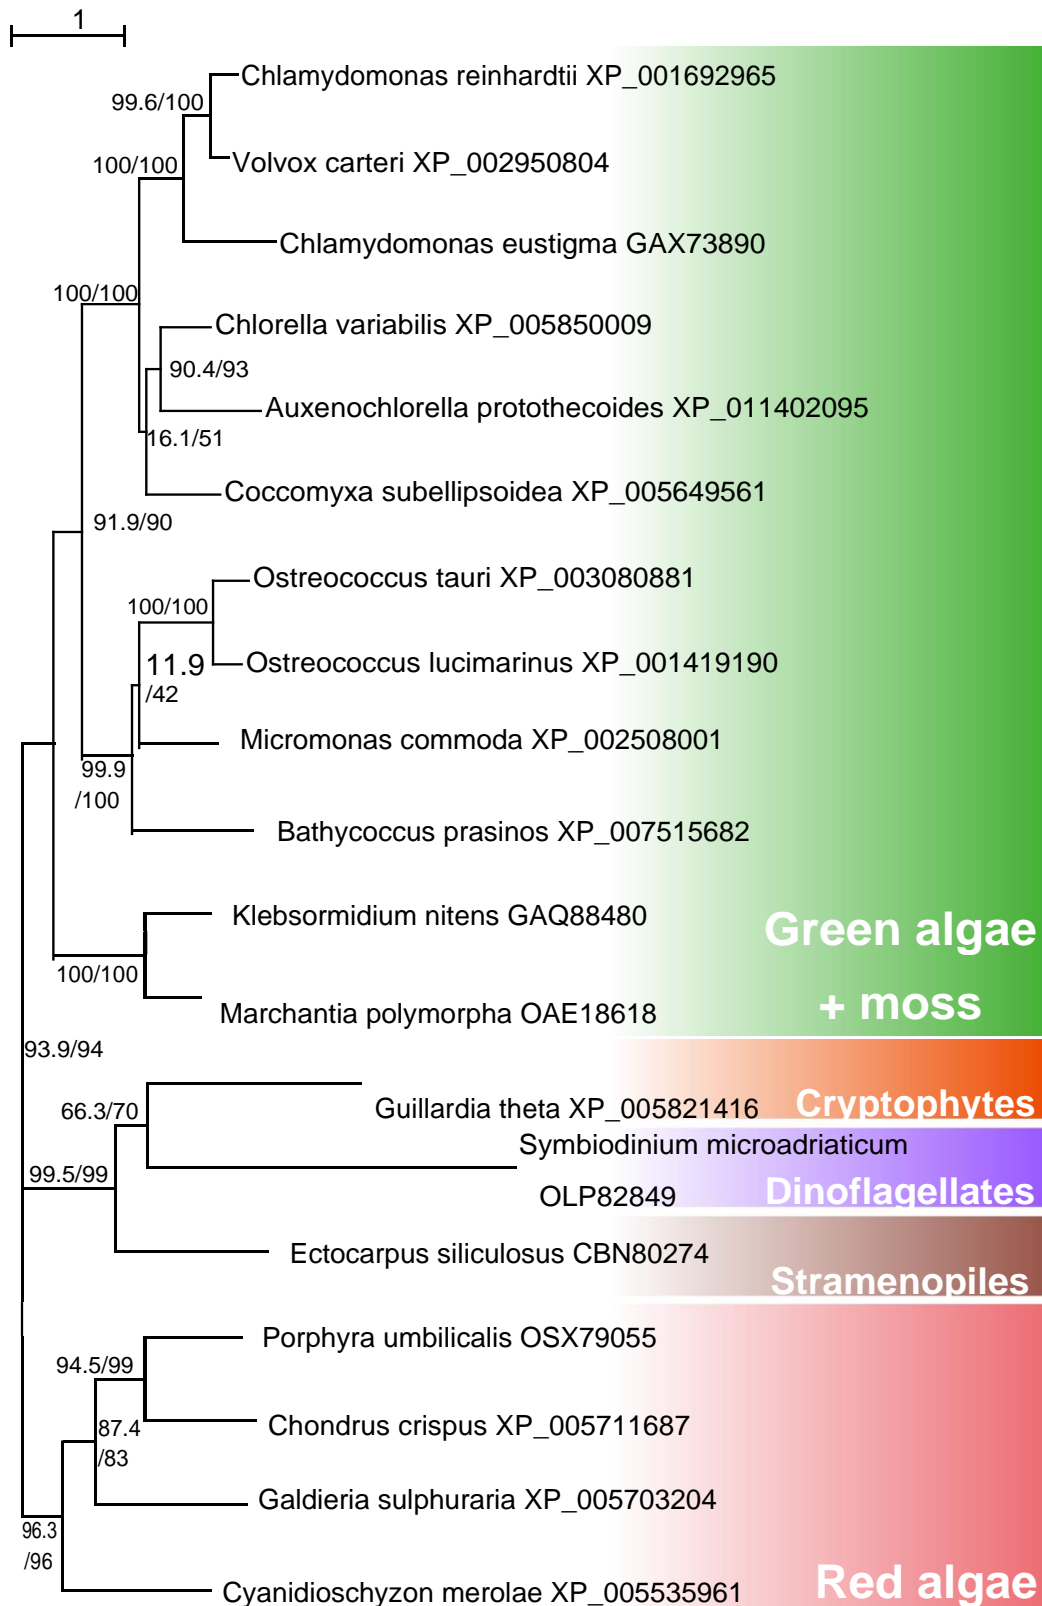 1
Chlamydomonas reinhardtii XP_001692965
99.6/100
100/100
Volvox carteri XP_002950804
Chlamydomonas eustigma GAX73890
100/100
Chlorella variabilis XP_005850009
90.4/93
Auxenochlorella protothecoides XP_011402095
16.1/51
Coccomyxa subellipsoidea XP_005649561
91.9/90
Ostreococcus tauri XP_003080881
100/100
Ostreococcus lucimarinus XP_001419190
11.9
/42
Micromonas commoda XP_002508001
99.9
/100
Bathycoccus prasinos XP_007515682
Klebsormidium nitens GAQ88480
Green algae
100/100
+ moss
Marchantia polymorpha OAE18618
93.9/94
66.3/70
Guillardia theta XP_005821416
Cryptophytes
Symbiodinium microadriaticum
99.5/99
OLP82849
Dinoflagellates
Ectocarpus siliculosus CBN80274
Stramenopiles
Porphyra umbilicalis OSX79055
94.5/99
Chondrus crispus XP_005711687
87.4
/83
Galdieria sulphuraria XP_005703204
96.3
/96
Cyanidioschyzon merolae XP_005535961
Red algae